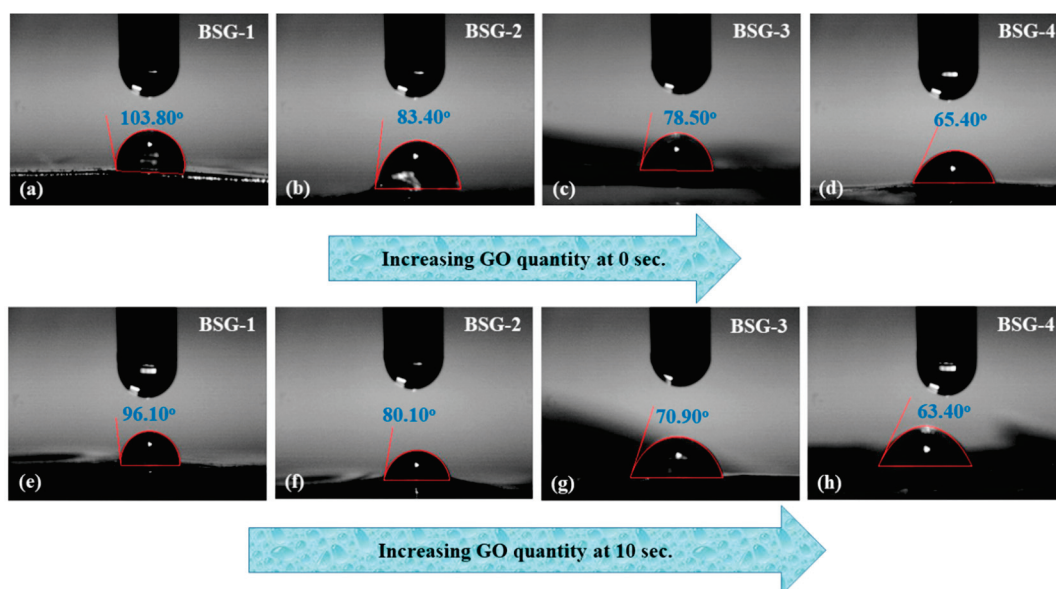 BSG-1
103.80°
(a)
BSG-2
83.40°
(b)
BSG-3
78.50°
(c)
BSG-4
65.40°
(d)
Increasing GO quantity at 0 sec.
BSG-1
96.10°
(e)
BSG-2
80.10°
(f)
BSG-3
70.90°
(g)
BSG-4
63.40°
(h)
Increasing GO quantity at 10 sec.